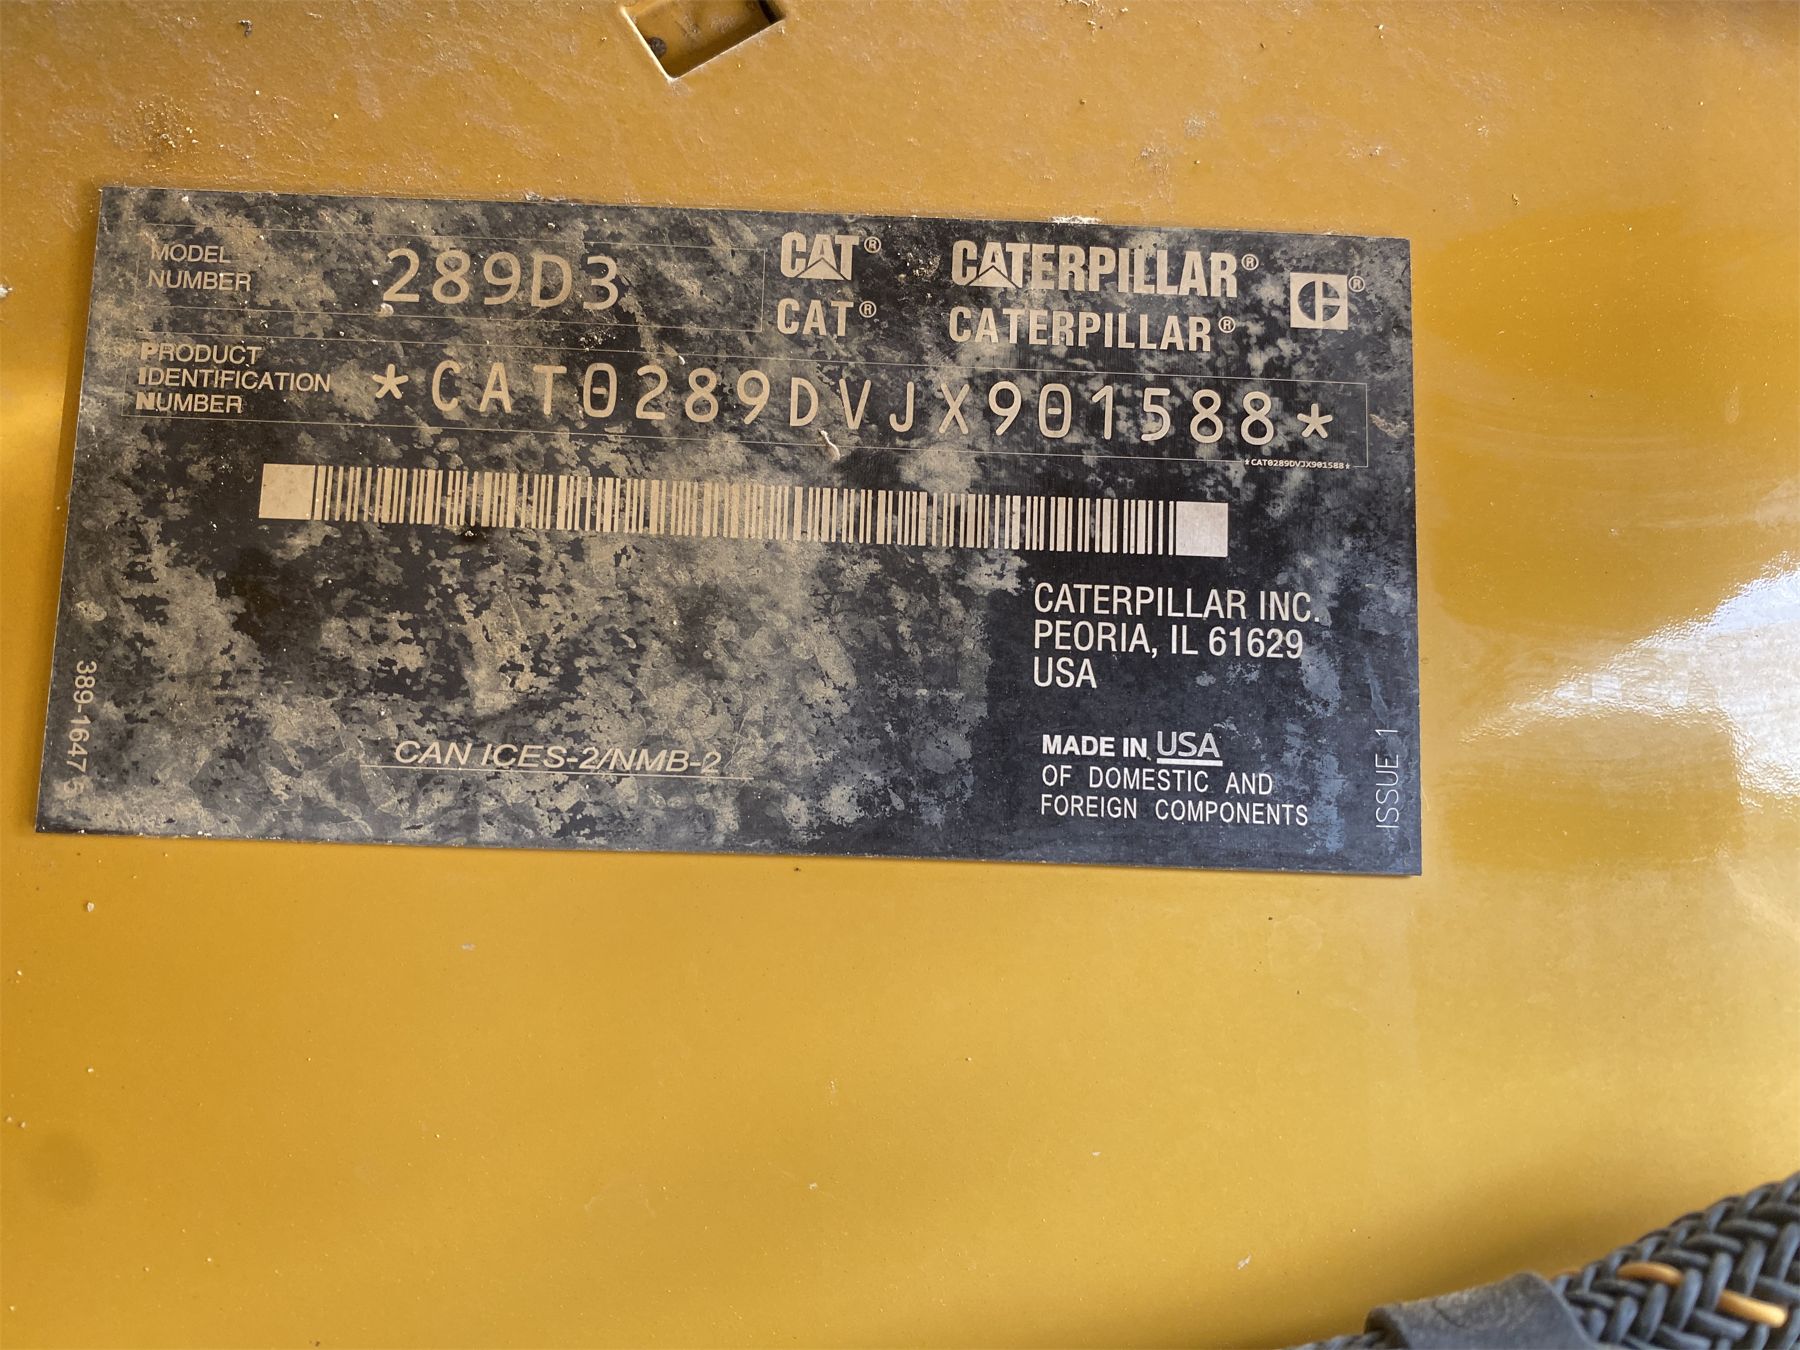 MODEL
NUMBER
289D3
CAT®
CATERPILLAR®
®
CAT®
CATERPILLAR®
PRODUCT
IDENTIFICATION
NUMBER
*CAT0289DVJX901588*
*CAT0289DVJX901588*
CATERPILLAR INC.
PEORIA, IL 61629
USA
389-1647 5
CAN ICES-2/NMB-2
MADE IN USA
OF DOMESTIC AND
FOREIGN COMPONENTS
ISSUE 1